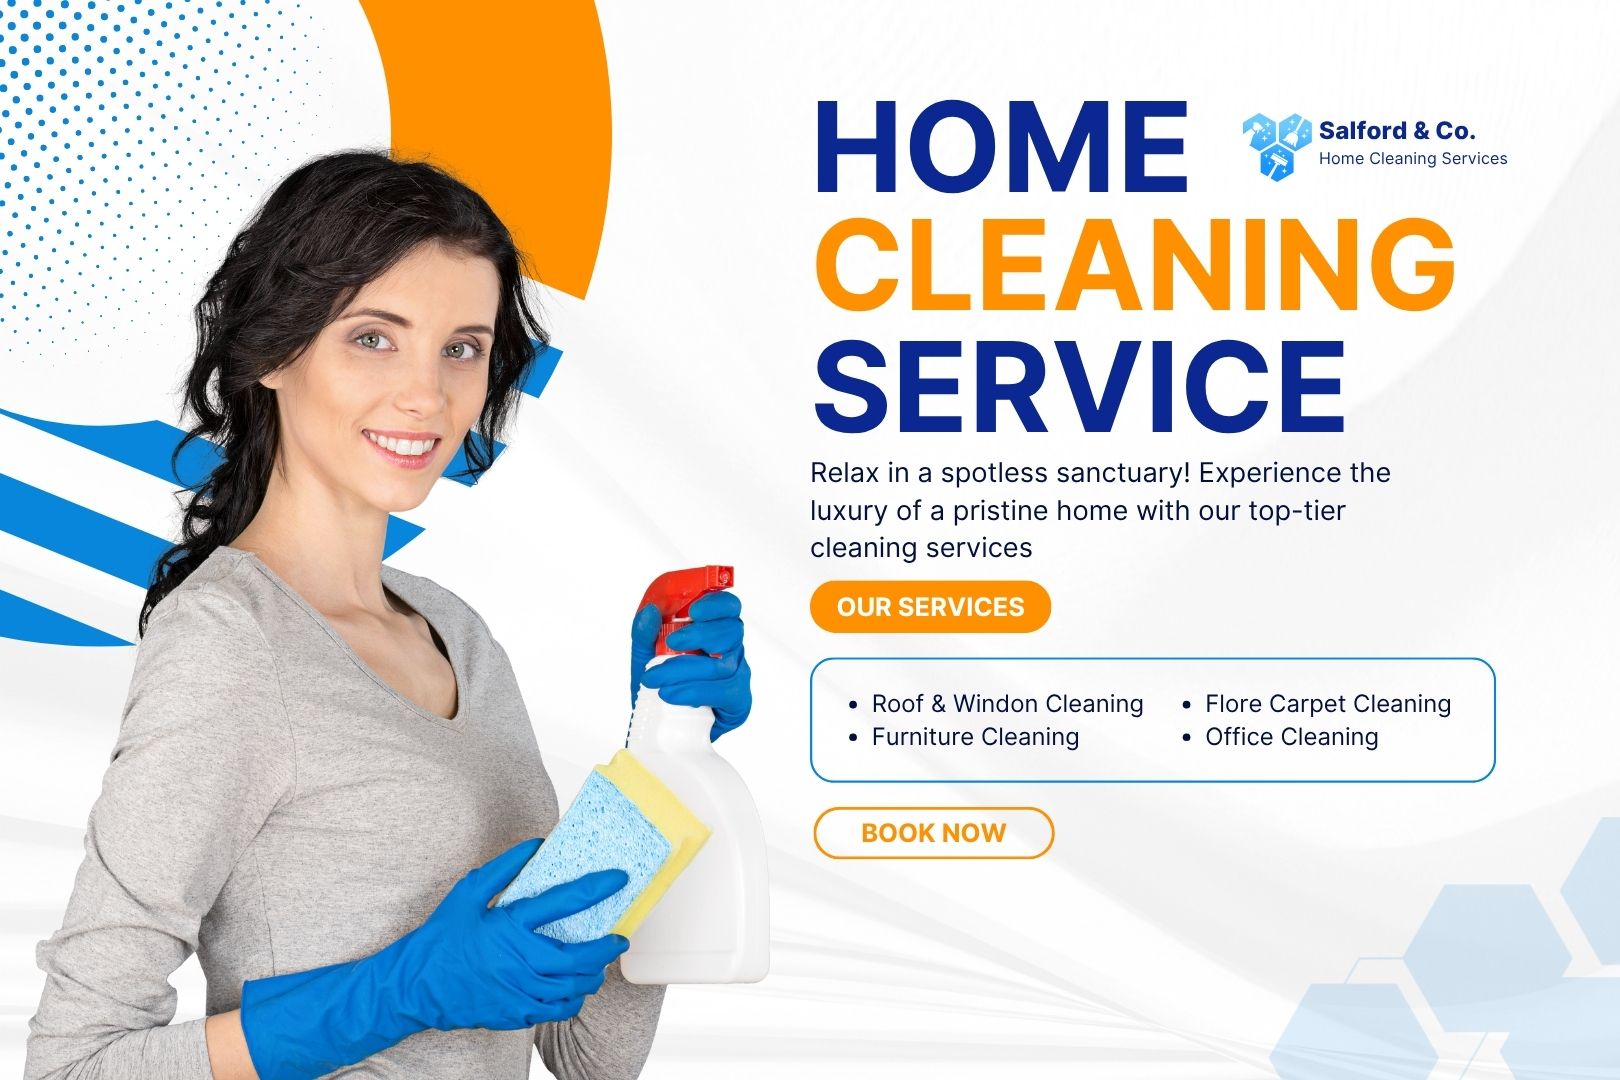 HOME
Salford & Co.
Home Cleaning Services
CLEANING
SERVICE
Relax in a spotless sanctuary! Experience the
luxury of a pristine home with our top-tier
cleaning services
OUR SERVICES
• Roof & Windon Cleaning
• Furniture Cleaning
• Flore Carpet Cleaning
• Office Cleaning
BOOK NOW